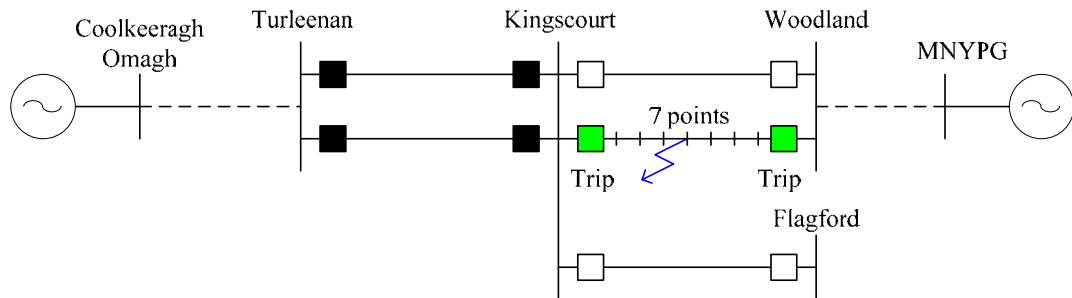 Turleenan
Kingscourt
Woodland
Coolkeeragh
Omagh
MNYPG
7 points
Trip
Trip
Flagford